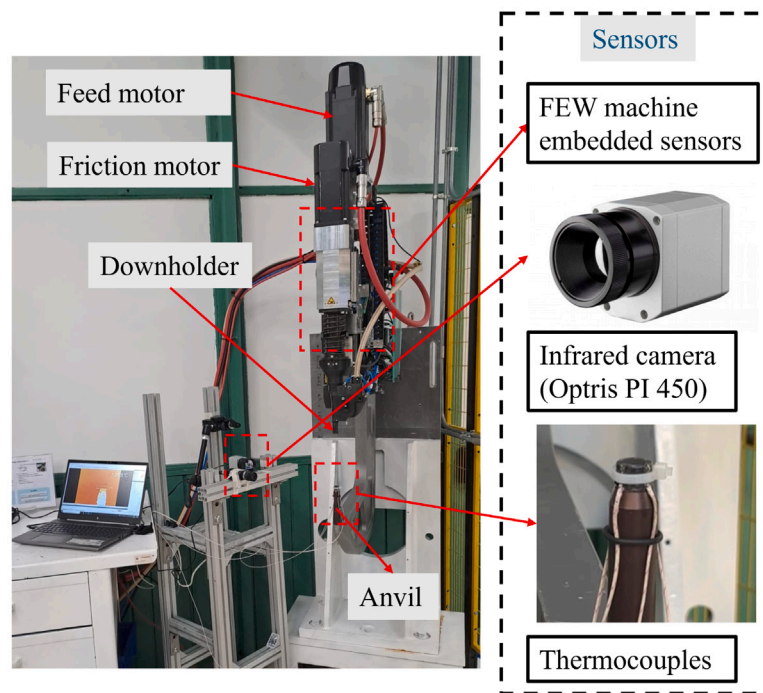 Sensors
Feed motor
FEW machine
embedded sensors
Friction motor
Downholder
Infrared camera
(Optris PI 450)
Anvil
Thermocouples